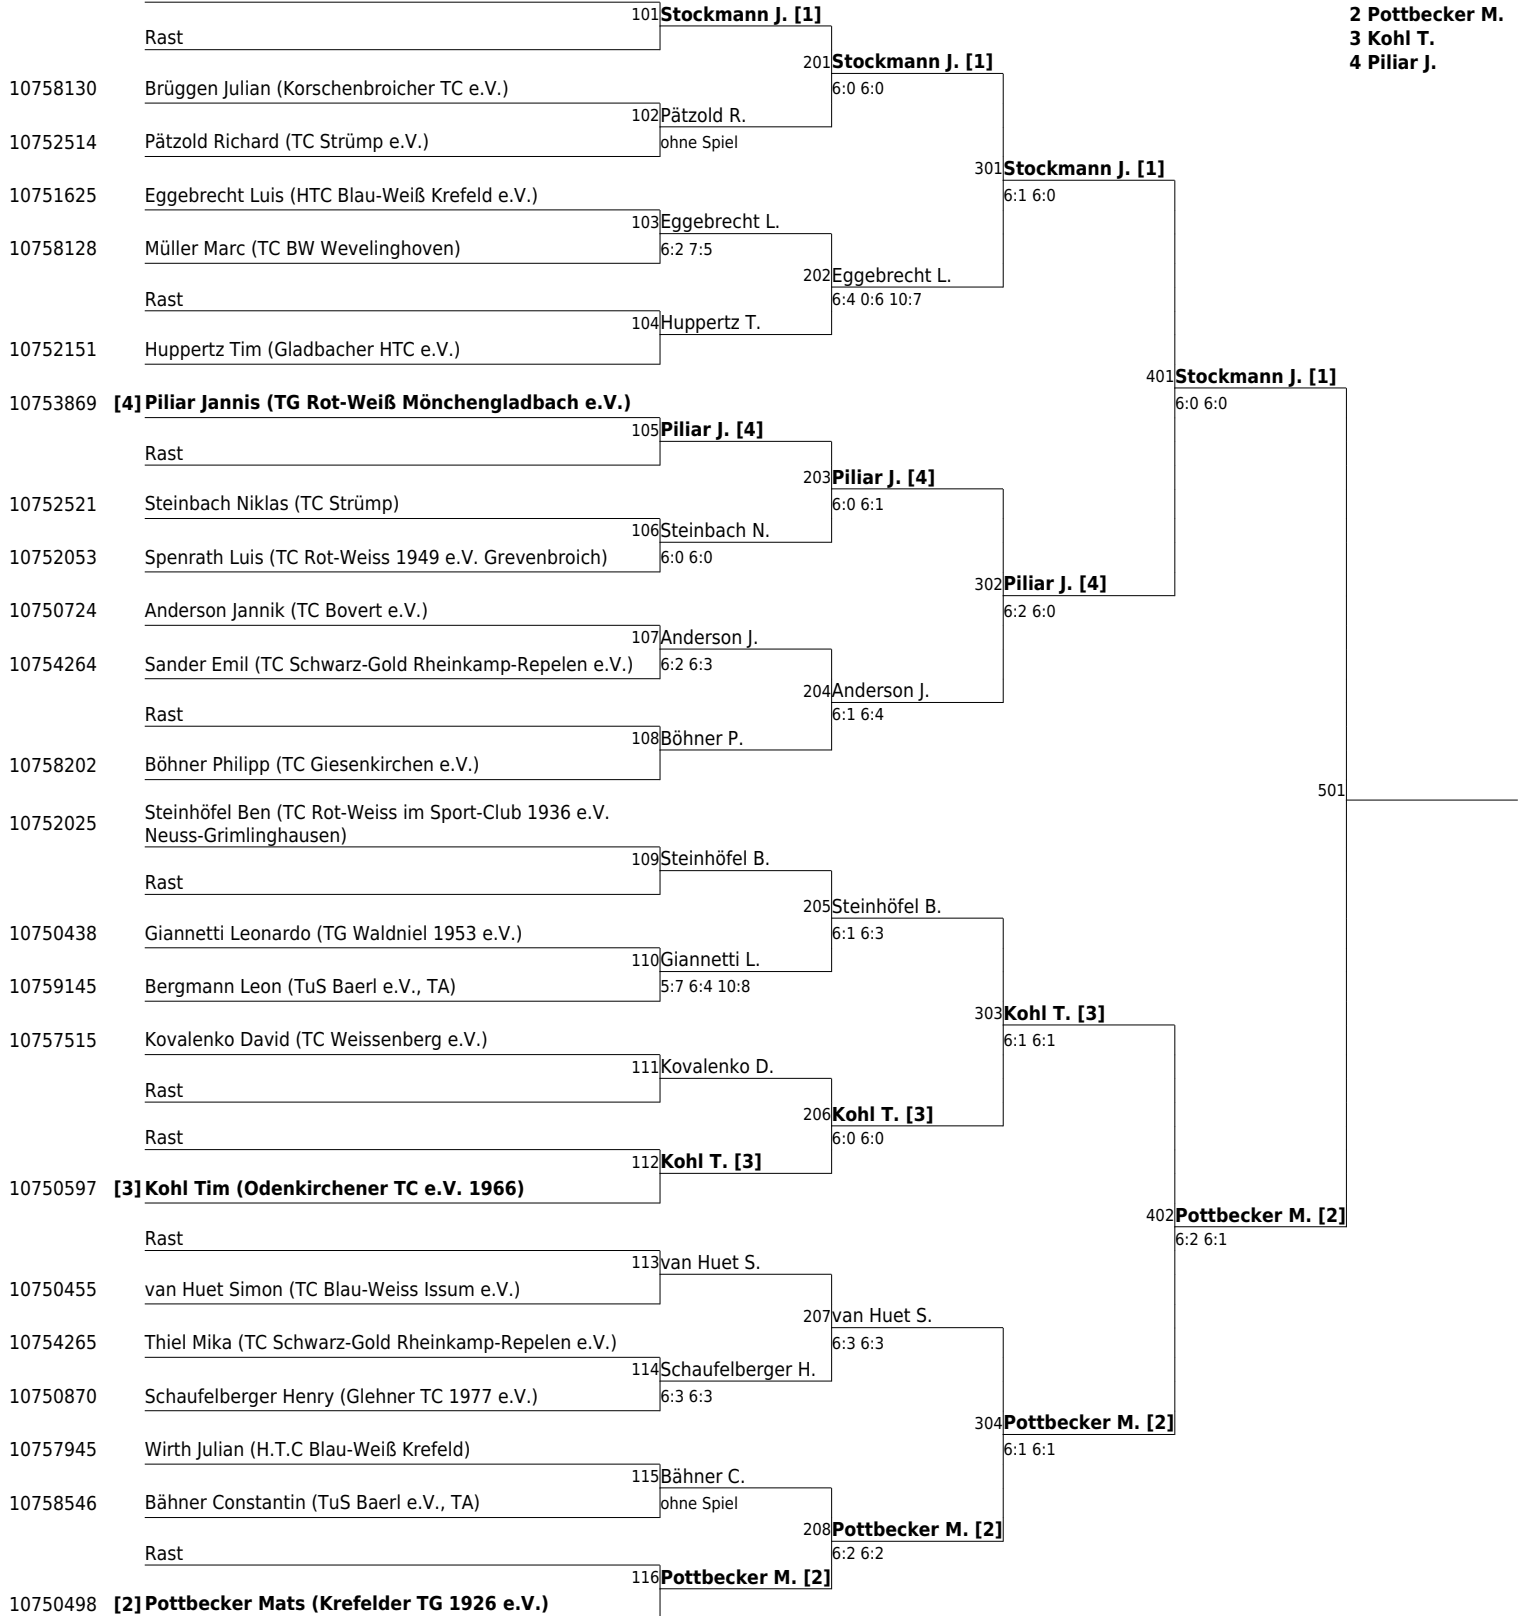 101 Stockmann J. [1]
2 Pottbecker M.
Rast
3 Kohl T.
201 Stockmann J. [1]
4 Piliar J.
10758130 Brüggen Julian (Korschenbroicher TC e.V.)
6:0 6:0
102 Pätzold R.
10752514 Pätzold Richard (TC Strümp e.V.)
ohne Spiel
301 Stockmann J. [1]
10751625 Eggebrecht Luis (HTC Blau-Weiß Krefeld e.V.)
6:1 6:0
103 Eggebrecht L.
10758128 Müller Marc (TC BW Wevelinghoven)
6:2 7:5
202 Eggebrecht L.
Rast
6:4 0:6 10:7
104 Huppertz T.
10752151 Huppertz Tim (Gladbacher HTC e.V.)
401 Stockmann J. [1]
10753869 [4] Piliar Jannis (TG Rot-Weiß Mönchengladbach e.V.)
6:0 6:0
105 Piliar J. [4]
Rast
203 Piliar J. [4]
10752521 Steinbach Niklas (TC Strümp)
6:0 6:1
106 Steinbach N.
10752053 Spenrath Luis (TC Rot-Weiss 1949 e.V. Grevenbroich)
6:0 6:0
302 Piliar J. [4]
10750724 Anderson Jannik (TC Bovert e.V.)
6:2 6:0
107 Anderson J.
10754264 Sander Emil (TC Schwarz-Gold Rheinkamp-Repelen e.V.)
6:2 6:3
204 Anderson J.
Rast
6:1 6:4
108 Böhner P.
10758202 Böhner Philipp (TC Giesenkirchen e.V.)
501
10752025 Steinhöfel Ben (TC Rot-Weiss im Sport-Club 1936 e.V.
Neuss-Grimlinghausen)
109 Steinhöfel B.
Rast
205 Steinhöfel B.
10750438 Giannetti Leonardo (TG Waldniel 1953 e.V.)
6:1 6:3
110 Giannetti L.
10759145 Bergmann Leon (TuS Baerl e.V., TA)
5:7 6:4 10:8
303 Kohl T. [3]
10757515 Kovalenko David (TC Weissenberg e.V.)
6:1 6:1
111 Kovalenko D.
Rast
206 Kohl T. [3]
Rast
6:0 6:0
112 Kohl T. [3]
10750597 [3] Kohl Tim (Odenkirchener TC e.V. 1966)
402 Pottbecker M. [2]
Rast
6:2 6:1
113 van Huet S.
10750455 van Huet Simon (TC Blau-Weiss Issum e.V.)
207 van Huet S.
10754265 Thiel Mika (TC Schwarz-Gold Rheinkamp-Repelen e.V.)
6:3 6:3
114 Schaufelberger H.
10750870 Schaufelberger Henry (Glehner TC 1977 e.V.)
6:3 6:3
304 Pottbecker M. [2]
10757945 Wirth Julian (H.T.C Blau-Weiß Krefeld)
6:1 6:1
115 Bähner C.
10758546 Bähner Constantin (TuS Baerl e.V., TA)
ohne Spiel
208 Pottbecker M. [2]
Rast
6:2 6:2
116 Pottbecker M. [2]
10750498 [2] Pottbecker Mats (Krefelder TG 1926 e.V.)